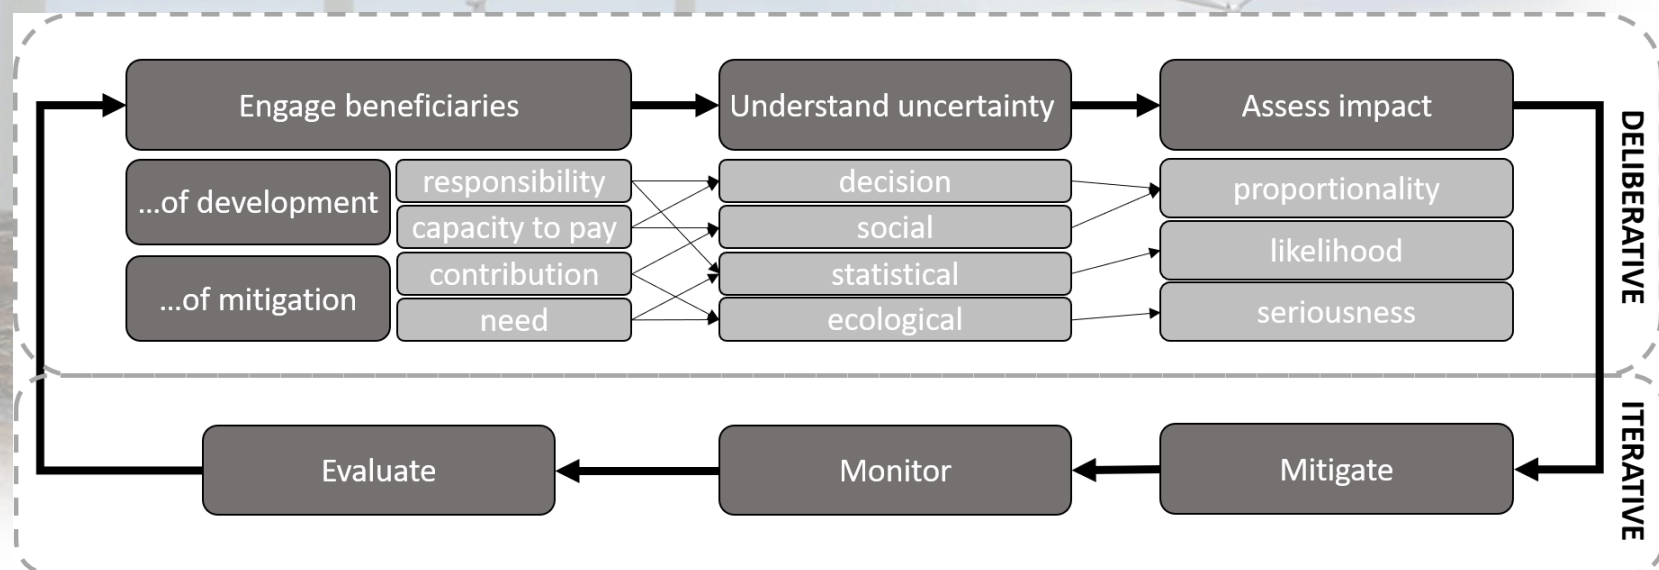 Engage beneficiaries
Understand uncertainty
Assess impact
...of development
...of mitigation
responsibility
capacity to pay
contribution
need
decision
social
statistical
ecological
proportionality
likelihood
seriousness
DELIBERATIVE
Evaluate
Monitor
Mitigate
ITERATIVE